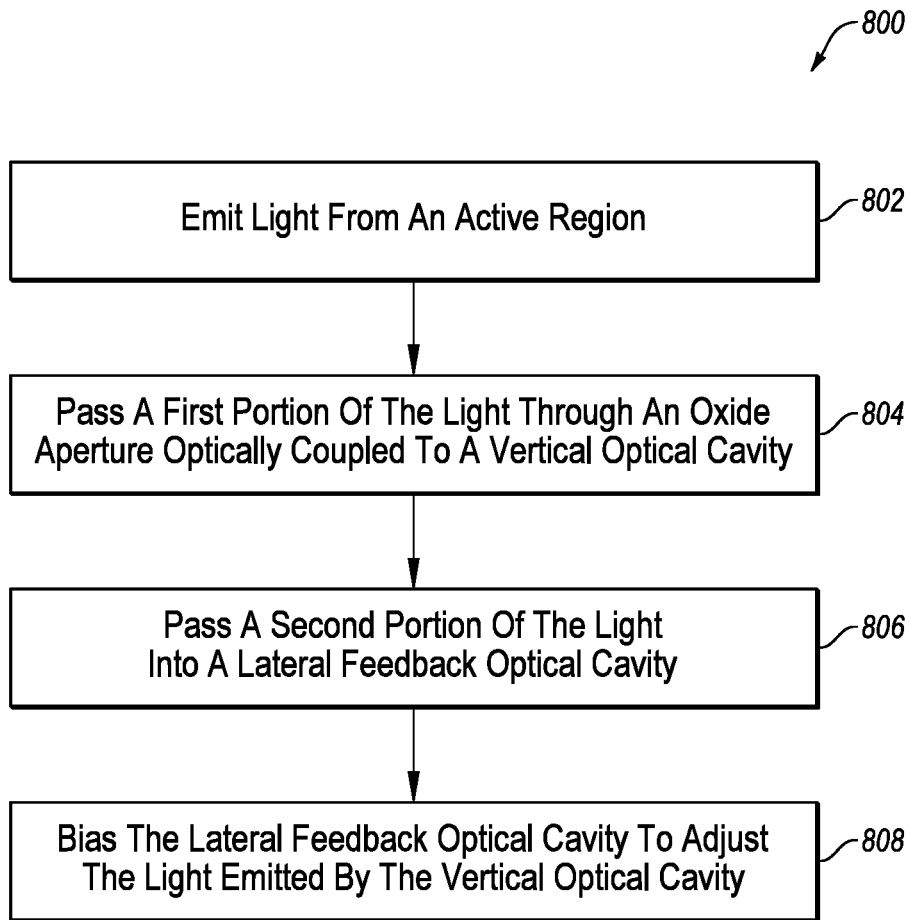 800
Emit Light From An Active Region
802
Pass A First Portion Of The Light Through An Oxide
Aperture Optically Coupled To A Vertical Optical Cavity
804
Pass A Second Portion Of The Light
Into A Lateral Feedback Optical Cavity
806
Bias The Lateral Feedback Optical Cavity To Adjust
The Light Emitted By The Vertical Optical Cavity
808